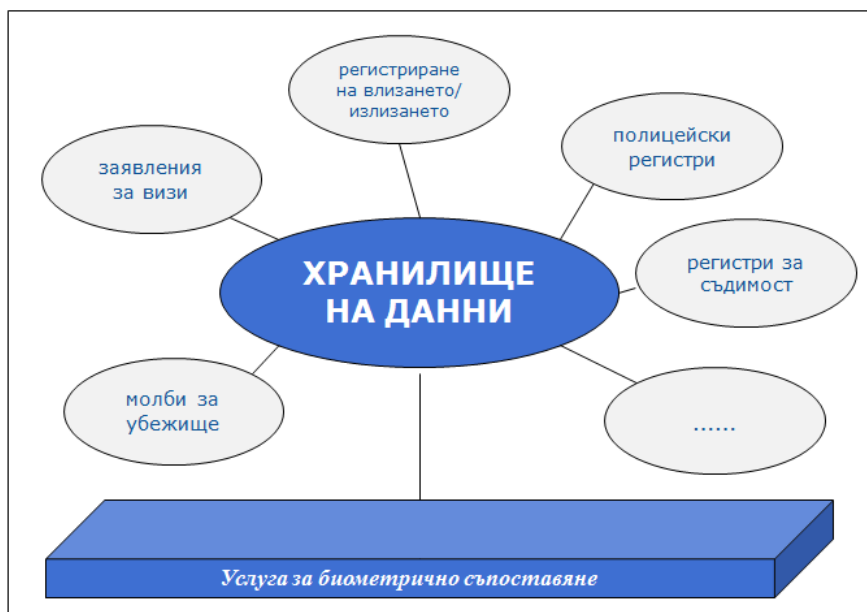 регистриране
на влизането/
излизането
полицейски
регистри
заявления
за визи
ХРАНИЛИЩЕ
НА ДАННИ
регистри за
съдимост
молби за
убежище
......
Услуга за биометрично съпоставяне